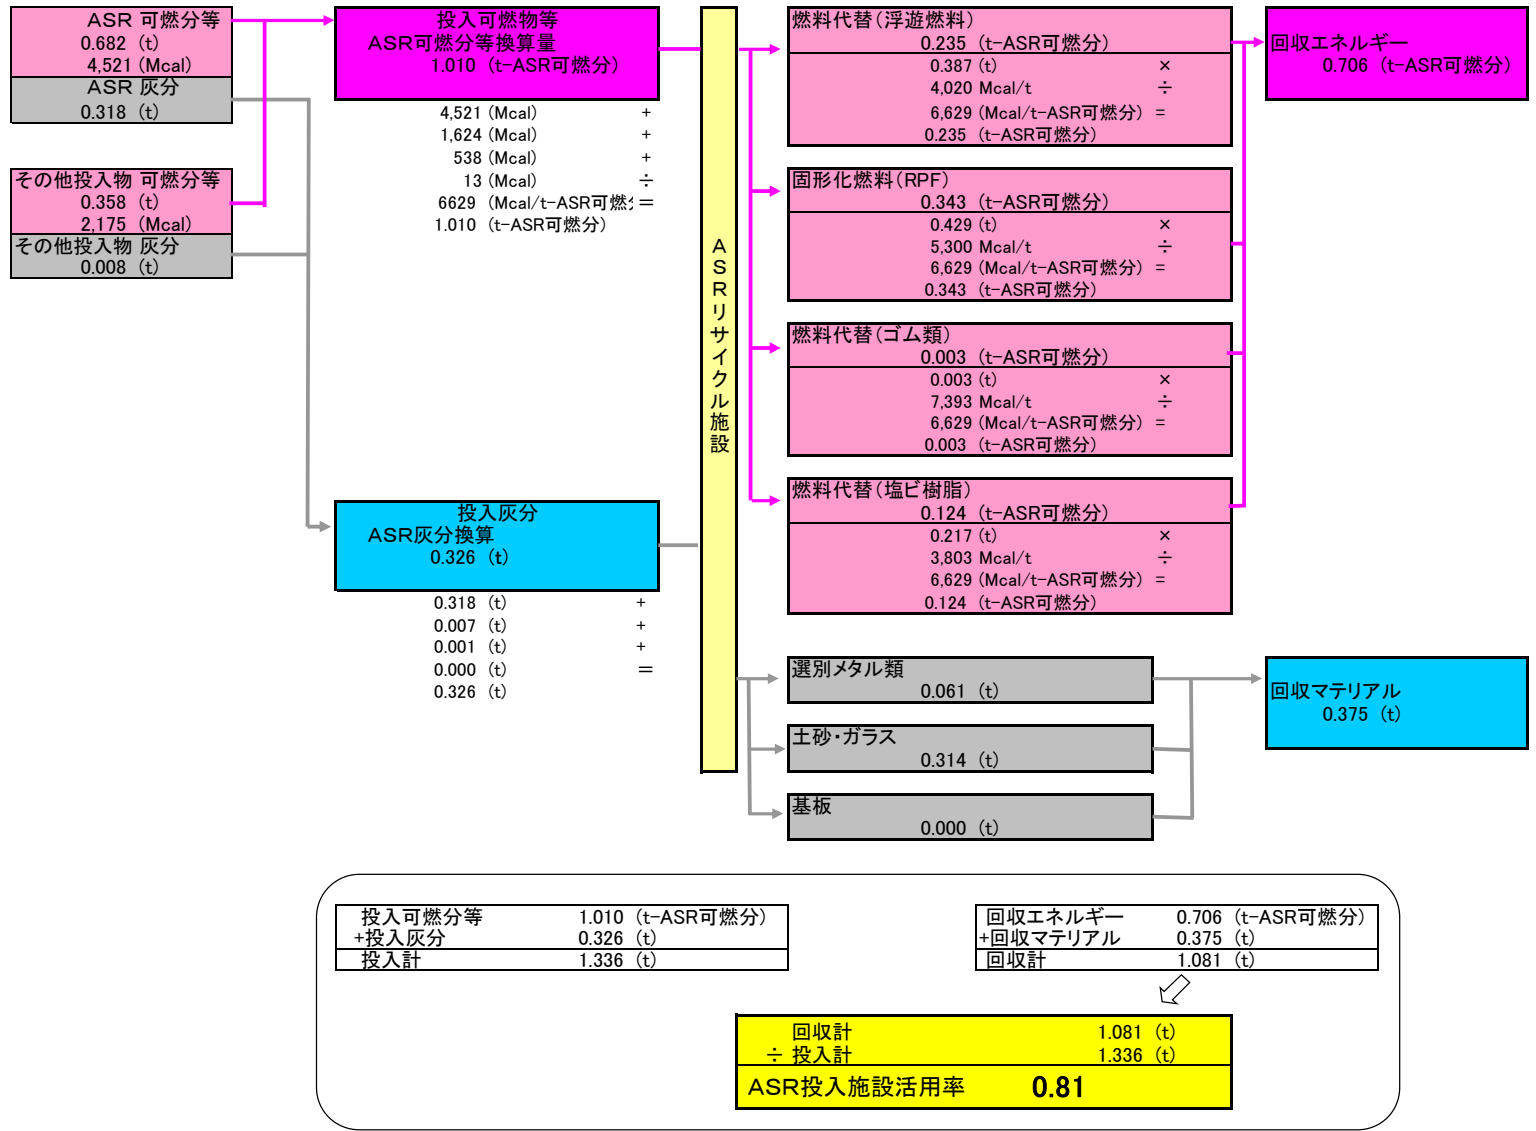 ASR 可燃分等
0.682 (t)
4,521 (Mcal)
ASR 灰分
0.318 (t)
その他投入物 可燃分等
0.358 (t)
2,175 (Mcal)
その他投入物 灰分
0.008 (t)
投入可燃物等
ASR可燃分等換算量
1.010 (t-ASR可燃分)
4,521 (Mcal) +
1,624 (Mcal) +
538 (Mcal) +
13 (Mcal) ÷
6629 (Mcal/t-ASR可燃 =
1.010 (t-ASR可燃分)
投入灰分
ASR灰分換算
0.326 (t)
0.318 (t) +
0.007 (t) +
0.001 (t) +
0.000 (t) =
0.326 (t)
ASRリサイクル施設
燃料代替(浮遊燃料)
0.235 (t-ASR可燃分)
0.387 (t) ×
4,020 Mcal/t ÷
6,629 (Mcal/t-ASR可燃分) =
0.235 (t-ASR可燃分)
固形化燃料(RPF)
0.343 (t-ASR可燃分)
0.429 (t) ×
5,300 Mcal/t ÷
6,629 (Mcal/t-ASR可燃分) =
0.343 (t-ASR可燃分)
燃料代替(ゴム類)
0.003 (t-ASR可燃分)
0.003 (t) ×
7,393 Mcal/t ÷
6,629 (Mcal/t-ASR可燃分) =
0.003 (t-ASR可燃分)
燃料代替(塩ビ樹脂)
0.124 (t-ASR可燃分)
0.217 (t) ×
3,803 Mcal/t ÷
6,629 (Mcal/t-ASR可燃分) =
0.124 (t-ASR可燃分)
選別メタル類
0.061 (t)
土砂・ガラス
0.314 (t)
基板
0.000 (t)
回収エネルギー
0.706 (t-ASR可燃分)
回収マテリアル
0.375 (t)
投入可燃分等 1.010 (t-ASR可燃分)
+投入灰分 0.326 (t)
投入計 1.336 (t)
回収エネルギー 0.706 (t-ASR可燃分)
+回収マテリアル 0.375 (t)
回収計 1.081 (t)
回収計 1.081 (t)
÷ 投入計 1.336 (t)
ASR投入施設活用率 0.81